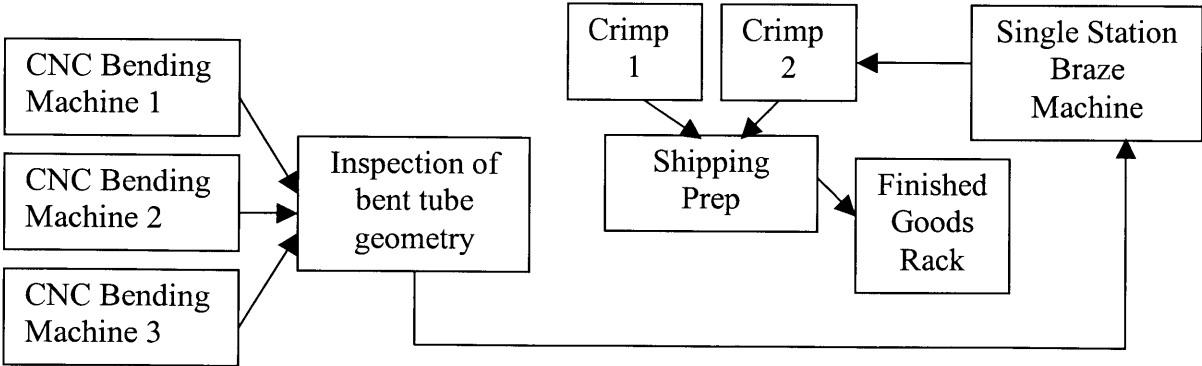 CNC Bending
Machine 1
CNC Bending
Machine 2
CNC Bending
Machine 3
Inspection of
bent tube
geometry
Crimp
1
Crimp
2
Single Station
Braze
Machine
Shipping
Prep
Finished
Goods
Rack